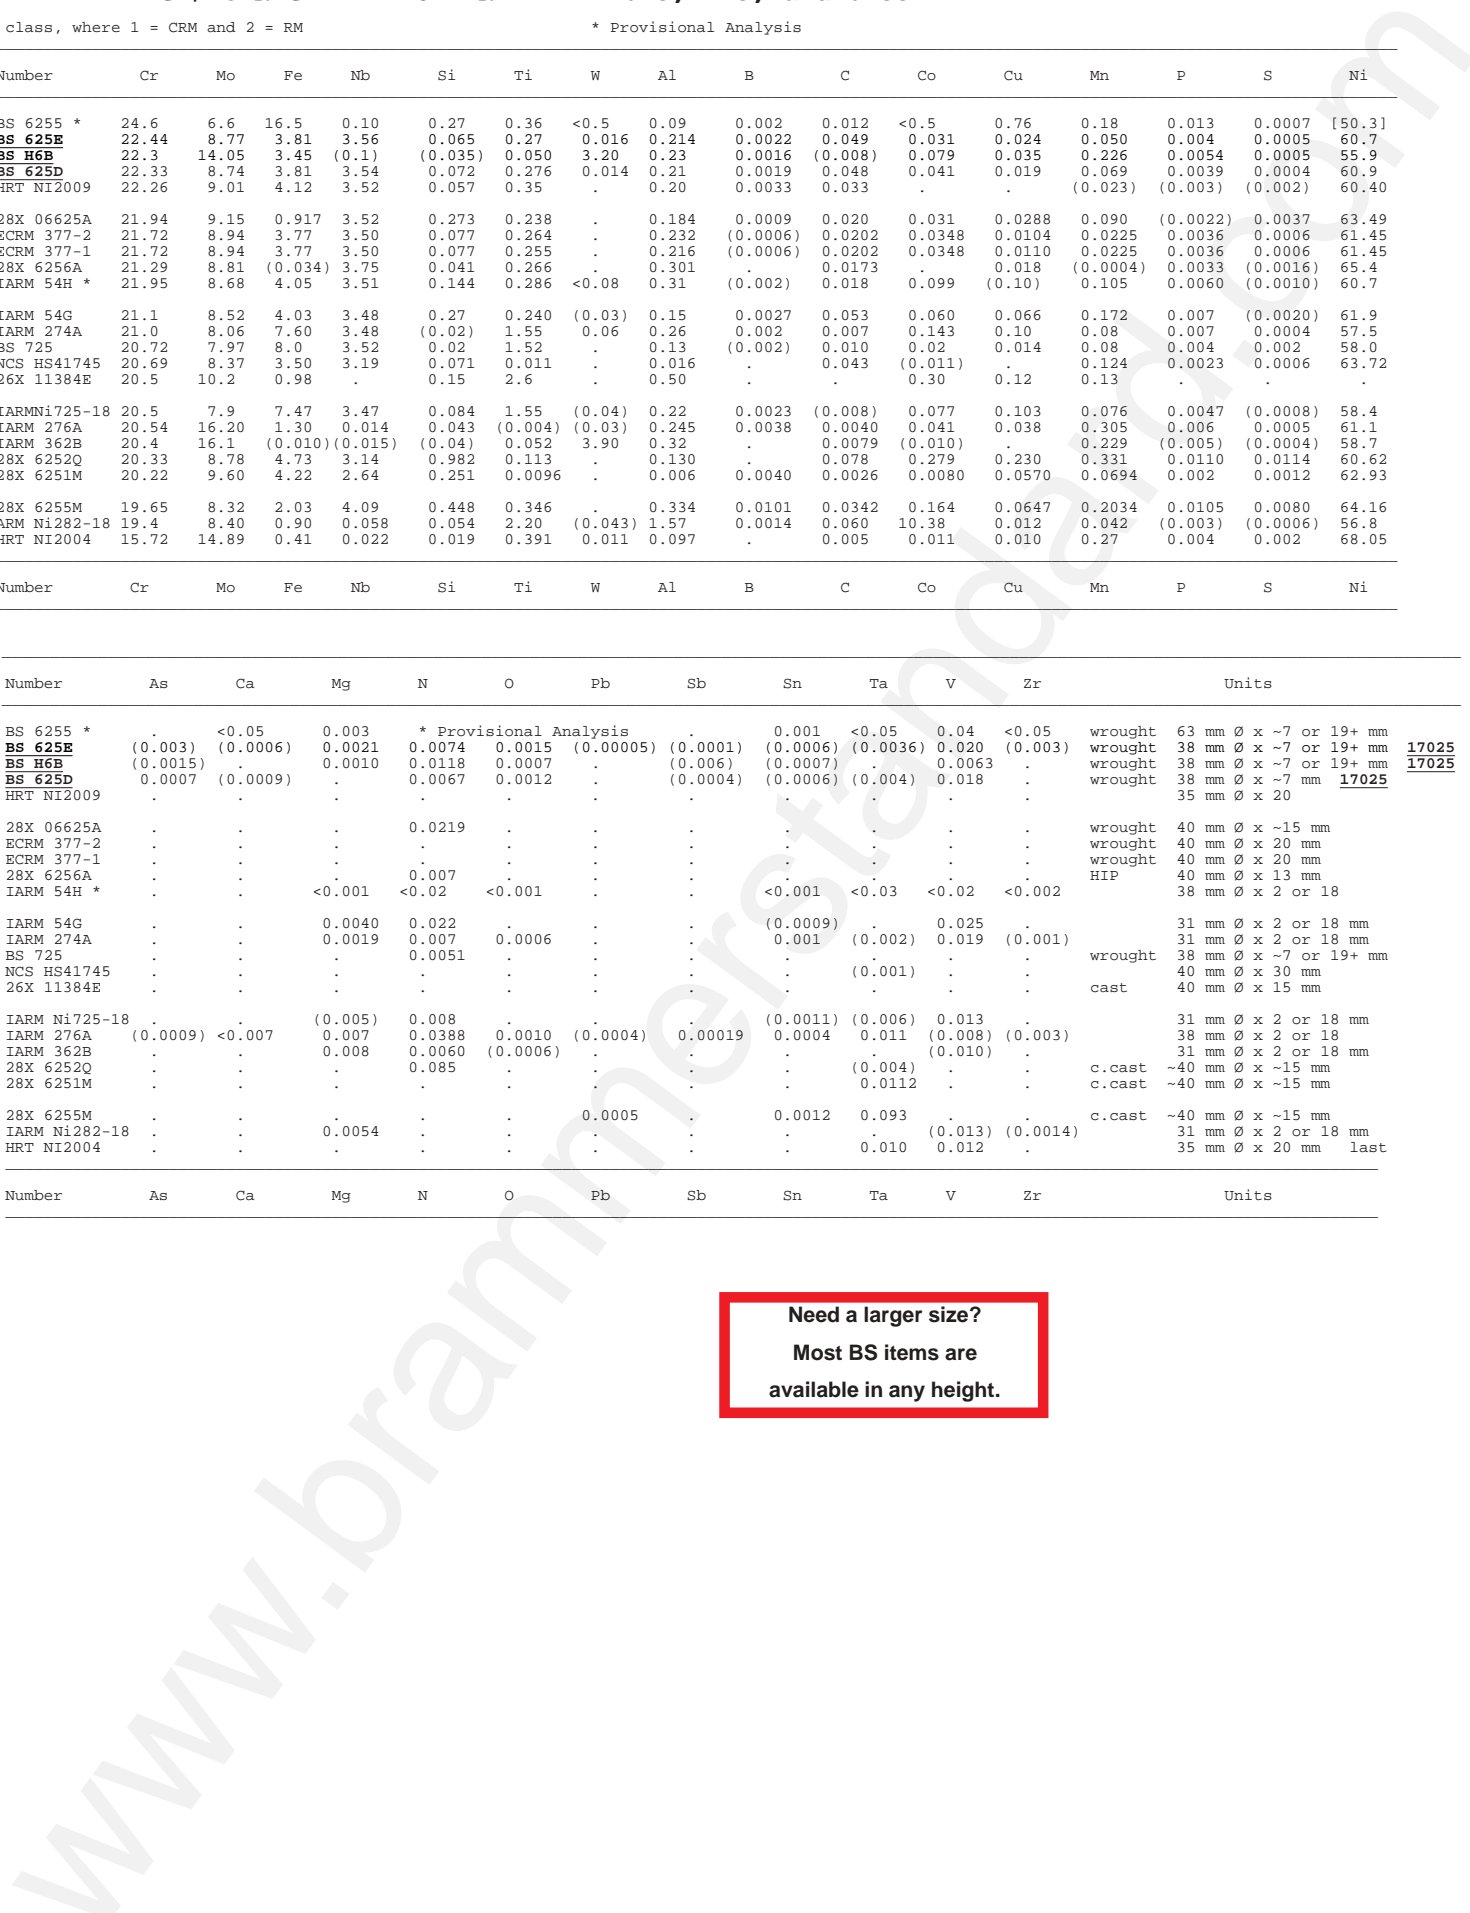 class, where 1 = CRM and 2 = RM * Provisional Analysis
Number Cr Mo Fe Nb Si Ti W Al B C Co Cu Mn P S Ni
BS 6255 * 24.6 6.6 16.5 0.10 0.27 0.36 <0.5 0.09 0.002 0.012 <0.5 0.76 0.18 0.013 0.0007 [50.3]
BS 625E 22.44 8.77 3.81 3.56 0.065 0.27 0.016 0.214 0.0022 0.049 0.031 0.024 0.050 0.004 0.0005 60.7
BS H6B 22.3 14.05 3.45 (0.1) (0.035) 0.050 3.20 0.23 0.0016 (0.008) 0.079 0.035 0.226 0.0054 0.0005 55.9
BS 625D 22.33 8.74 3.81 3.54 0.072 0.276 0.014 0.21 0.0019 0.048 0.041 0.019 0.069 0.0039 0.0004 60.9
HRT NI2009 22.26 9.01 4.12 3.52 0.057 0.35 . 0.20 0.0033 0.033 . . (0.023) (0.003) (0.002) 60.40
28X 06625A 21.94 9.15 0.917 3.52 0.273 0.238 . 0.184 0.0009 0.020 0.031 0.0288 0.090 (0.0022) 0.0037 63.49
ECRM 377-2 21.72 8.94 3.77 3.50 0.077 0.264 . 0.232 (0.0006) 0.0202 0.0348 0.0104 0.0225 0.0036 0.0006 61.45
ECRM 377-1 21.72 8.94 3.77 3.50 0.077 0.255 . 0.216 (0.0006) 0.0202 0.0348 0.0110 0.0225 0.0036 0.0006 61.45
28X 6256A 21.29 8.81 (0.034) 3.75 0.041 0.266 . 0.301 . 0.0173 . 0.018 (0.0004) 0.0033 (0.0016) 65.4
IARM 54H * 21.95 8.68 4.05 3.51 0.144 0.286 <0.08 0.31 (0.002) 0.018 0.099 (0.10) 0.105 0.0060 (0.0010) 60.7
IARM 54G 21.1 8.52 4.03 3.48 0.27 0.240 (0.03) 0.15 0.0027 0.053 0.060 0.066 0.172 0.007 (0.0020) 61.9
IARM 274A 21.0 8.06 7.60 3.48 (0.02) 1.55 0.06 0.26 0.002 0.007 0.143 0.10 0.08 0.007 0.0004 57.5
BS 725 20.72 7.97 8.0 3.52 0.02 1.52 . 0.13 (0.002) 0.010 0.02 0.014 0.08 0.004 0.002 58.0
NCS HS41745 20.69 8.37 3.50 3.19 0.071 0.011 . 0.016 . 0.043 (0.011) . 0.124 0.0023 0.0006 63.72
26X 11384E 20.5 10.2 0.98 . 0.15 2.6 . 0.50 . . 0.30 0.12 0.13 . . .
IARMNi725-18 20.5 7.9 7.47 3.47 0.084 1.55 (0.04) 0.22 0.0023 (0.008) 0.077 0.103 0.076 0.0047 (0.0008) 58.4
IARM 276A 20.54 16.20 1.30 0.014 0.043 (0.004) (0.03) 0.245 0.0038 0.0040 0.041 0.038 0.305 0.006 0.0005 61.1
IARM 362B 20.4 16.1 (0.010)(0.015) (0.04) 0.052 3.90 0.32 . 0.0079 (0.010) . 0.229 (0.005) (0.0004) 58.7
28X 6252Q 20.33 8.78 4.73 3.14 0.982 0.113 . 0.130 . 0.078 0.279 0.230 0.331 0.0110 0.0114 60.62
28X 6251M 20.22 9.60 4.22 2.64 0.251 0.0096 . 0.006 0.0040 0.0026 0.0080 0.0570 0.0694 0.002 0.0012 62.93
28X 6255M 19.65 8.32 2.03 4.09 0.448 0.346 . 0.334 0.0101 0.0342 0.164 0.0647 0.2034 0.0105 0.0080 64.16
ARM Ni282-18 19.4 8.40 0.90 0.058 0.054 2.20 (0.043) 1.57 0.0014 0.060 10.38 0.012 0.042 (0.003) (0.0006) 56.8
HRT NI2004 15.72 14.89 0.41 0.022 0.019 0.391 0.011 0.097 . 0.005 0.011 0.010 0.27 0.004 0.002 68.05
Number Cr Mo Fe Nb Si Ti W Al B C Co Cu Mn P S Ni
Number As Ca Mg N O Pb Sb Sn Ta V Zr Units
BS 6255 * . <0.05 0.003 * Provisional Analysis . 0.001 <0.05 0.04 <0.05 wrought 63 mm Ø x ~7 or 19+ mm
BS 625E (0.003) (0.0006) 0.0021 0.0074 0.0015 (0.00005) (0.0001) (0.0006) (0.0036) 0.020 (0.003) wrought 38 mm Ø x ~7 or 19+ mm 17025
BS H6B (0.0015) . 0.0010 0.0118 0.0007 . (0.006) (0.0007) . 0.0063 . wrought 38 mm Ø x ~7 or 19+ mm 17025
BS 625D 0.0007 (0.0009) . 0.0067 0.0012 . (0.0004) (0.0006) (0.004) 0.018 . wrought 38 mm Ø x ~7 mm 17025
HRT NI2009 . . . . . . . . . . . 35 mm Ø x 20
28X 06625A . . . 0.0219 . . . . . . . wrought 40 mm Ø x ~15 mm
ECRM 377-2 . . . . . . . . . . . wrought 40 mm Ø x 20 mm
ECRM 377-1 . . . . . . . . . . . wrought 40 mm Ø x 20 mm
28X 6256A . . . 0.007 . . . . . . . HIP 40 mm Ø x 13 mm
IARM 54H * . . <0.001 <0.02 <0.001 . . <0.001 <0.03 <0.02 <0.002 38 mm Ø x 2 or 18
IARM 54G . . 0.0040 0.022 . . . (0.0009) . 0.025 . 31 mm Ø x 2 or 18 mm
IARM 274A . . 0.0019 0.007 0.0006 . . 0.001 (0.002) 0.019 (0.001) 31 mm Ø x 2 or 18 mm
BS 725 . . . 0.0051 . . . . . . . wrought 38 mm Ø x ~7 or 19+ mm
NCS HS41745 . . . . . . . . (0.001) . . 40 mm Ø x 30 mm
26X 11384E . . . . . . . . . . . cast 40 mm Ø x 15 mm
IARM Ni725-18 . . (0.005) 0.008 . . . (0.0011) (0.006) 0.013 . 31 mm Ø x 2 or 18 mm
IARM 276A (0.0009) <0.007 0.007 0.0388 0.0010 (0.0004) 0.00019 0.0004 0.011 (0.008) (0.003) 38 mm Ø x 2 or 18
IARM 362B . . 0.008 0.0060 (0.0006) . . . . (0.010) . 31 mm Ø x 2 or 18 mm
28X 6252Q . . . 0.085 . . . . (0.004) . . c.cast ~40 mm Ø x ~15 mm
28X 6251M . . . . . . . . 0.0112 . . c.cast ~40 mm Ø x ~15 mm
28X 6255M . . . . . 0.0005 . 0.0012 0.093 . . c.cast ~40 mm Ø x ~15 mm
IARM Ni282-18 . . 0.0054 . . . . . . (0.013) (0.0014) 31 mm Ø x 2 or 18 mm
HRT NI2004 . . . . . . . . 0.010 0.012 . 35 mm Ø x 20 mm last
Number As Ca Mg N O Pb Sb Sn Ta V Zr Units
Need a larger size?
Most BS items are
available in any height.
www.brammerstandard.com